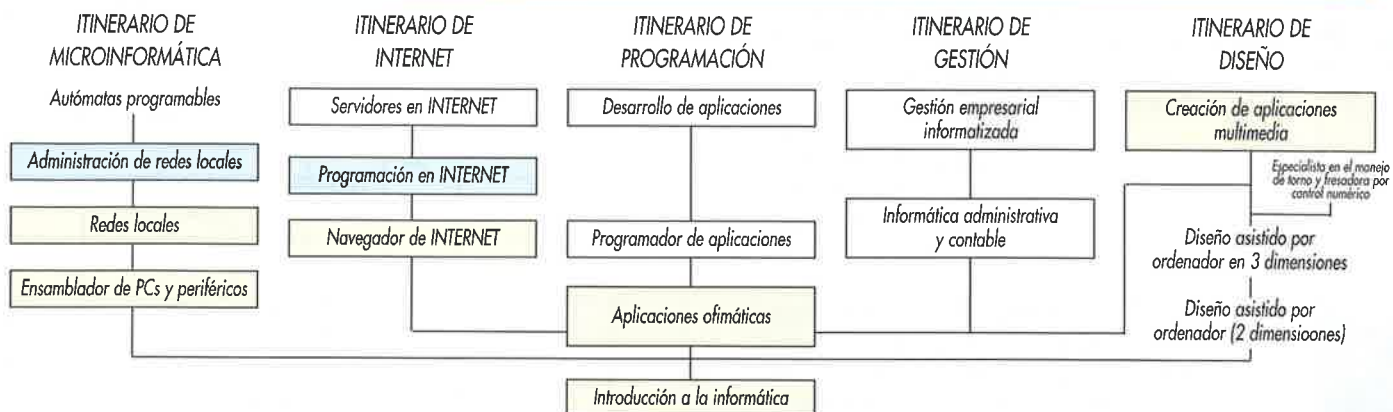 ITINERARIO DE
MICROINFORMÁTICA
Autómatas programables
Administración de redes locales
Redes locales
Ensamblador de PCs y periféricos
ITINERARIO DE
INTERNET
Servidores en INTERNET
Programación en INTERNET
Navegador de INTERNET
ITINERARIO DE
PROGRAMACIÓN
Desarrollo de aplicaciones
Programador de aplicaciones
Aplicaciones ofimáticas
Introducción a la informática
ITINERARIO DE
GESTIÓN
Gestión empresarial
informatizada
Informática administrativa
y contable
ITINERARIO DE
DISEÑO
Creación de aplicaciones
multimedia
Especialista en el manejo
de torno y fresadora por
control numérico
Diseño asistido por
ordenador en 3 dimensiones
Diseño asistido por
ordenador (2 dimensioones)